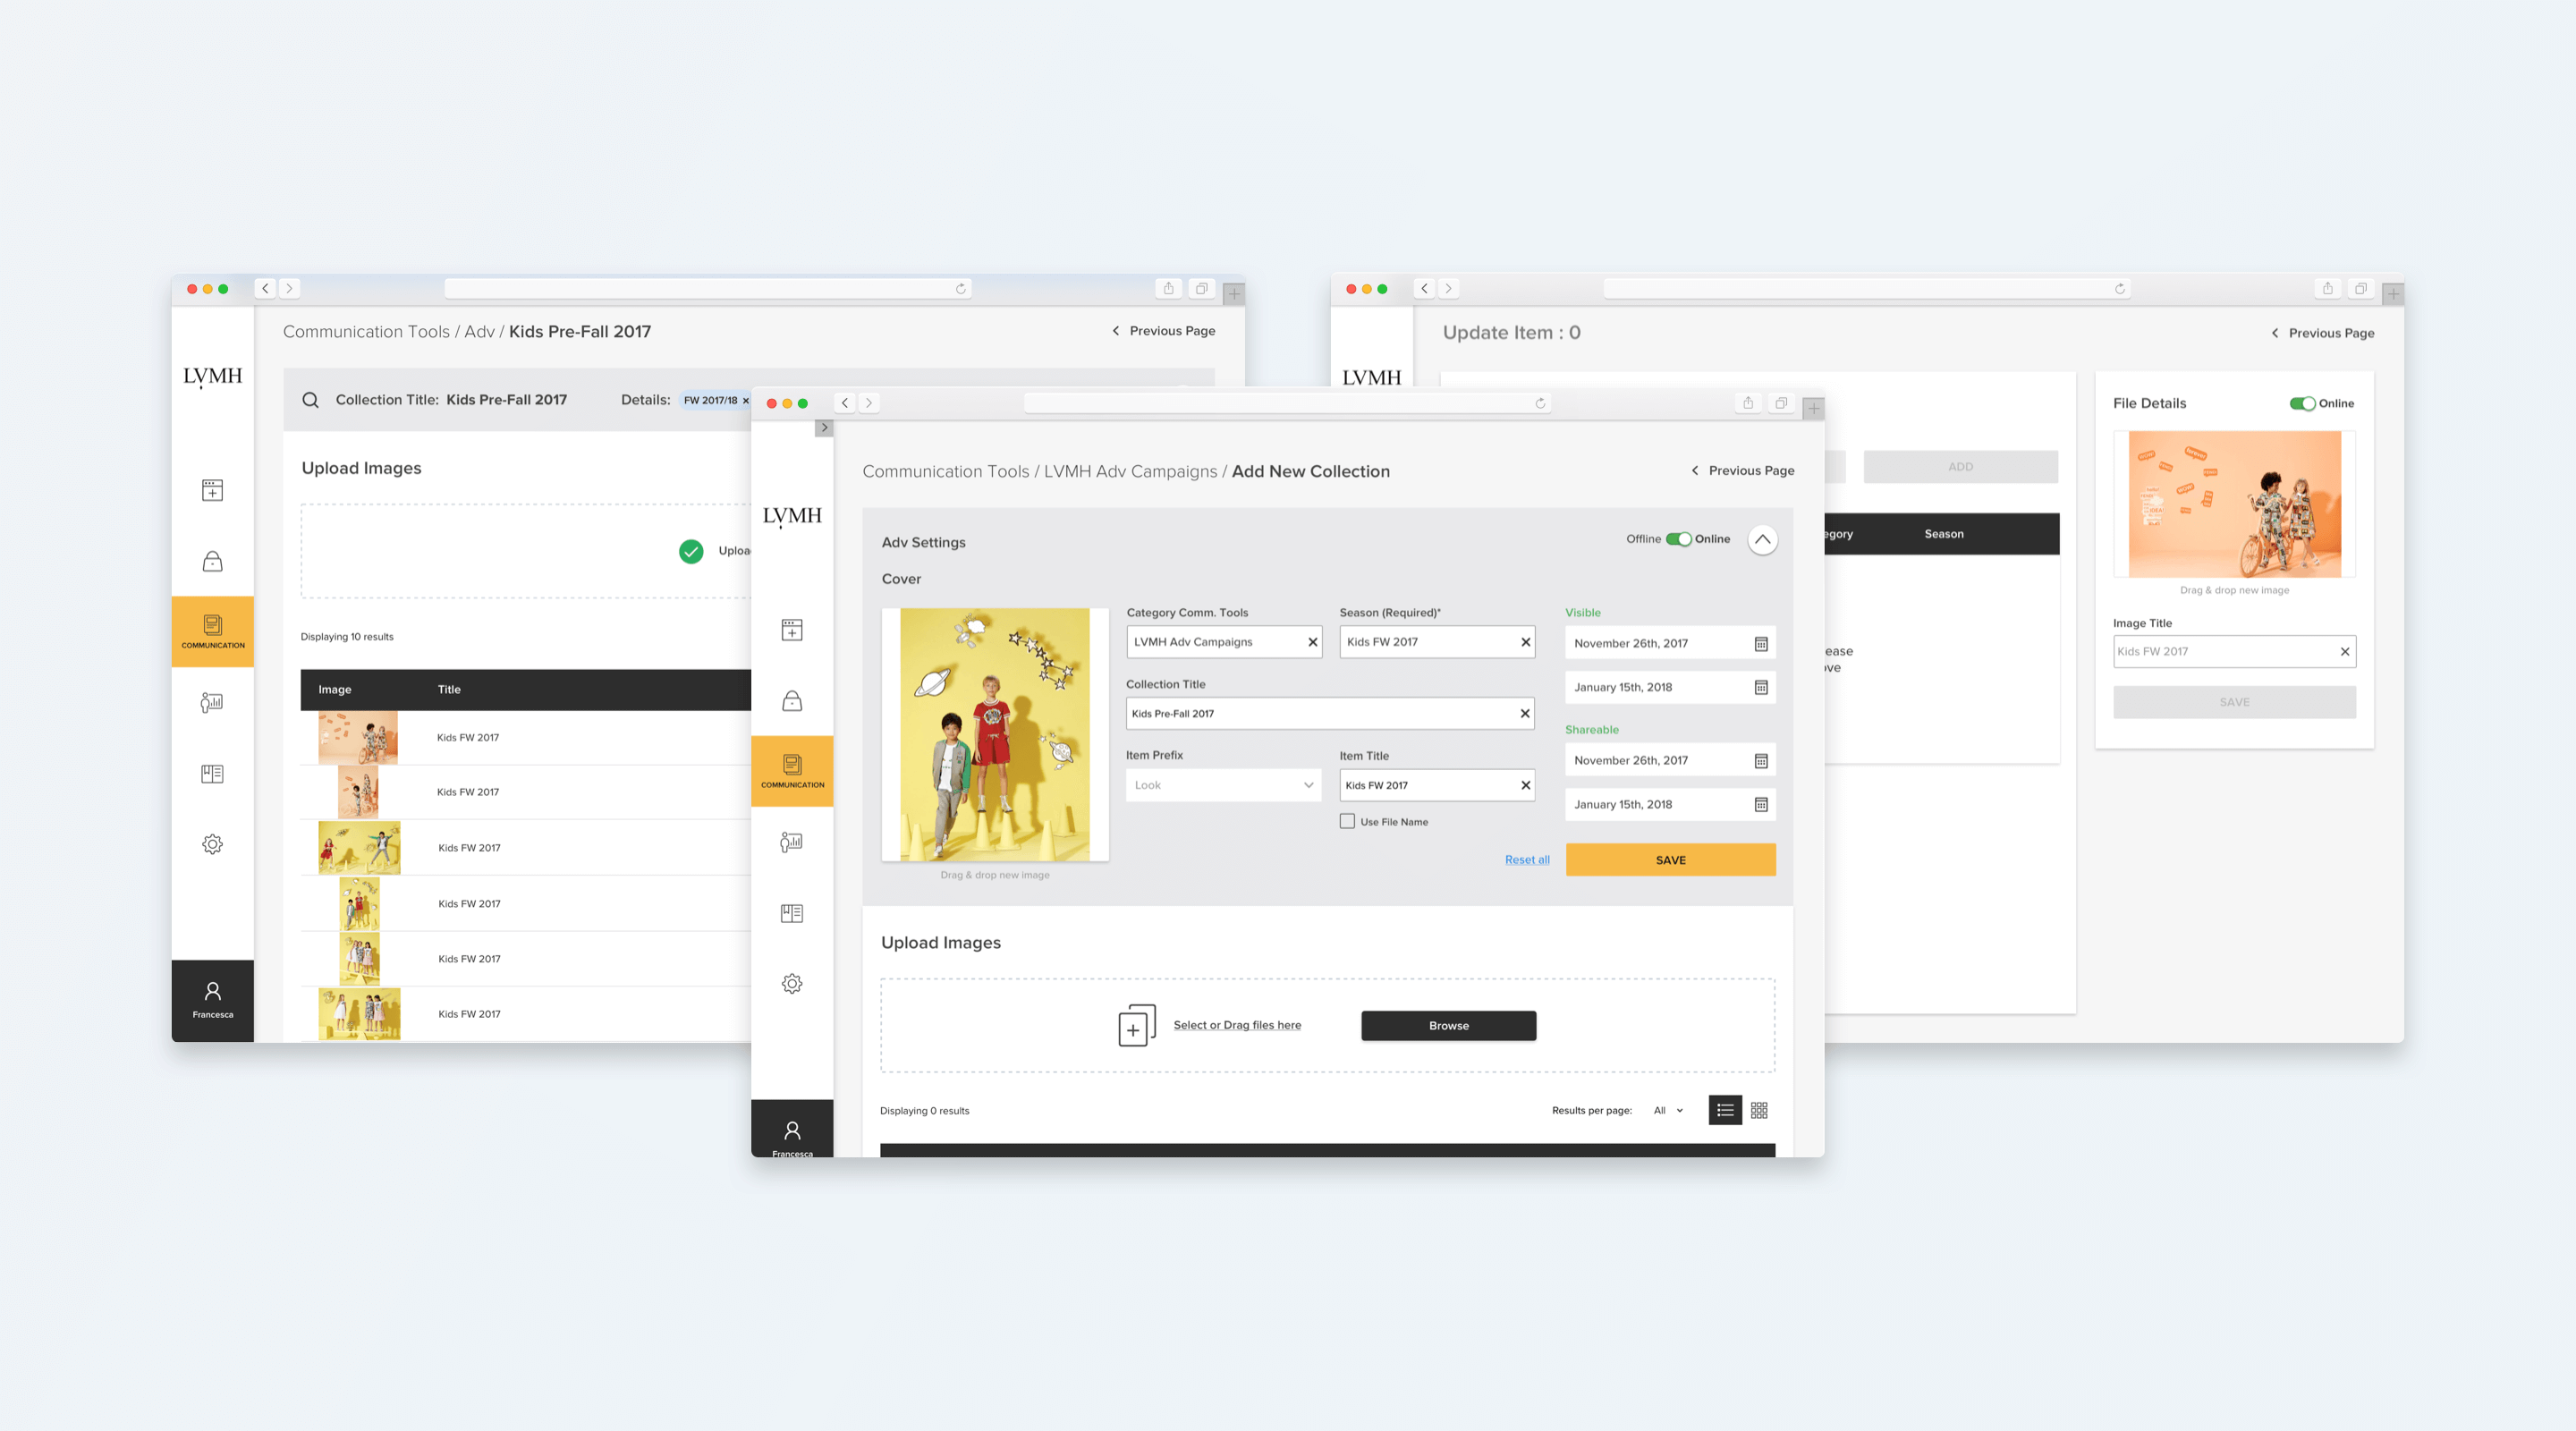 Communication Tools / Adv / Kids Pre-Fall 2017
Previous Page
LVMH
Collection Title: Kids Pre-Fall 2017
Details:
FW 2017/18
Upload Images
Displaying 10 results
COMMUNICATION
Image
Title
Kids FW 2017
Kids FW 2017
Kids FW 2017
Kids FW 2017
Kids FW 2017
Kids FW 2017
Francesca
Communication Tools / LVMH Adv Campaigns / Add New Collection
Previous Page
LVMH
Adv Settings
Offline
Online
Cover
Category Comm. Tools
Season (Required)*
Visible
LVMH Adv Campaigns
Kids FW 2017
November 26th, 2017
Collection Title
January 15th, 2018
Kids Pre-Fall 2017
Shareable
Item Prefix
Item Title
November 26th, 2017
Look
Kids FW 2017
January 15th, 2018
Use File Name
COMMUNICATION
Reset all
SAVE
Drag & drop new image
Upload Images
Select or Drag files here
Browse
Displaying 0 results
Results per page:
All
Francesca
Update Item : 0
Previous Page
LVMH
ADD
Season
File Details
Online
Drag & drop new image
Image Title
Kids FW 2017
SAVE